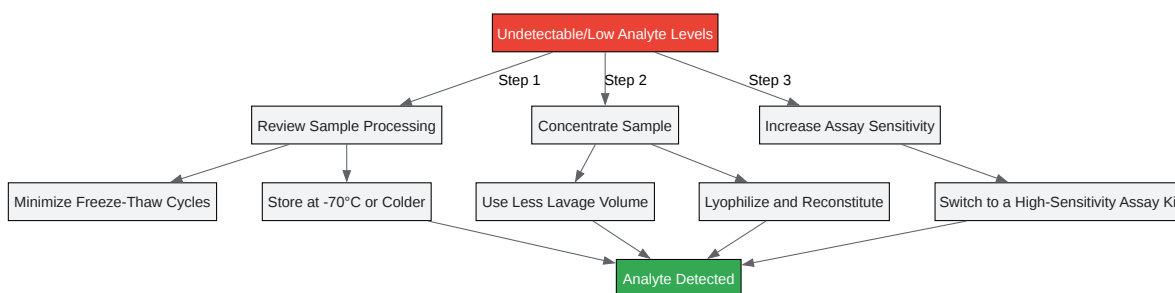 Undetectable/Low Analyte Levels
Step 1
Step 2
Step 3
Review Sample Processing
Concentrate Sample
Increase Assay Sensitivity
Minimize Freeze-Thaw Cycles
Store at -70°C or Colder
Use Less Lavage Volume
Lyophilize and Reconstitute
Switch to a High-Sensitivity Assay Ki
Analyte Detected